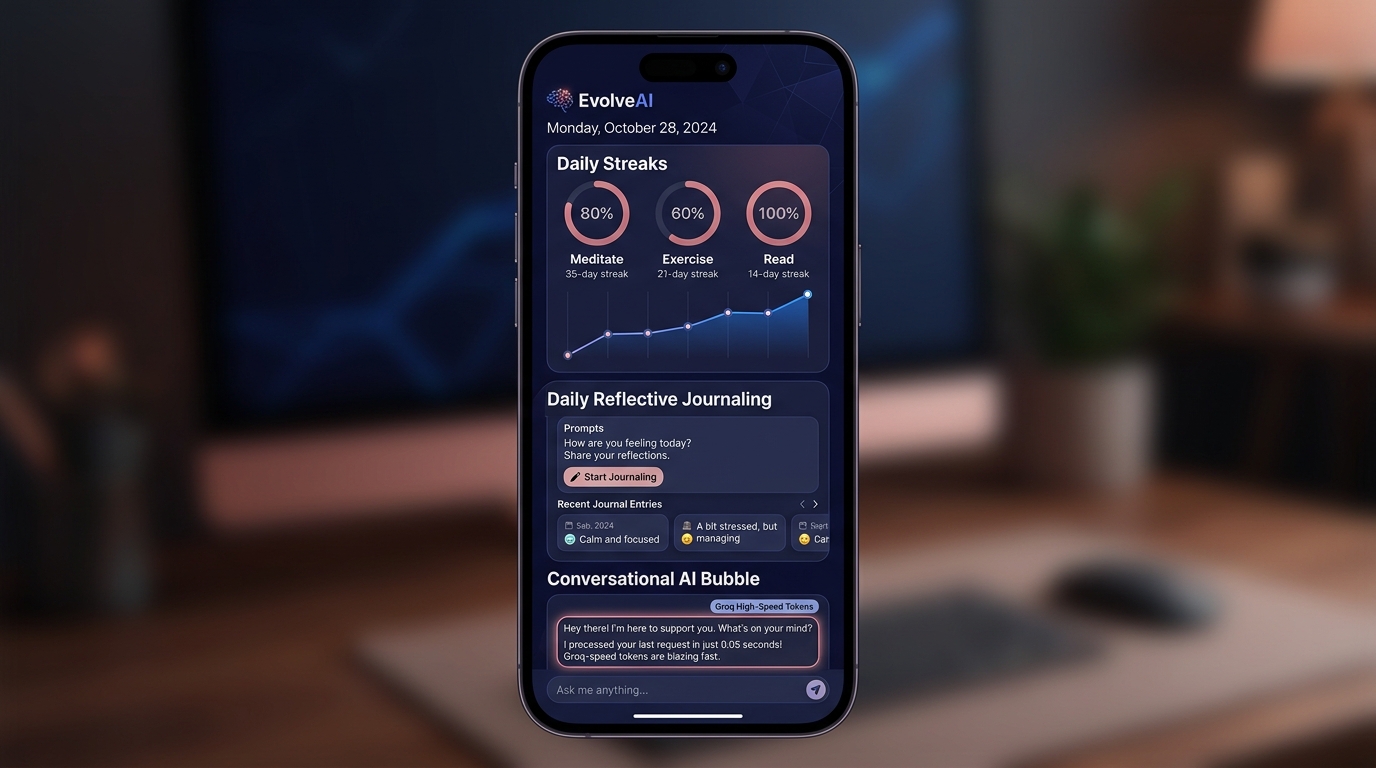 EvolveAI
Monday, October 28, 2024
Daily Streaks
80%
60%
100%
Meditate
Exercise
Read
35-day streak
21-day streak
14-day streak
Daily Reflective Journaling
Prompts
How are you feeling today?
Share your reflections.
Start Journaling
Recent Journal Entries
2024
Calm and focused
A bit stressed, but
managing
Conversational AI Bubble
Groq High-Speed Tokens
Hey there! I'm here to support you. What's on your mind?
I precessed your last request in just 0.05 seconds!
Groq-speed tokens are blazing fast.
Ask me anything...